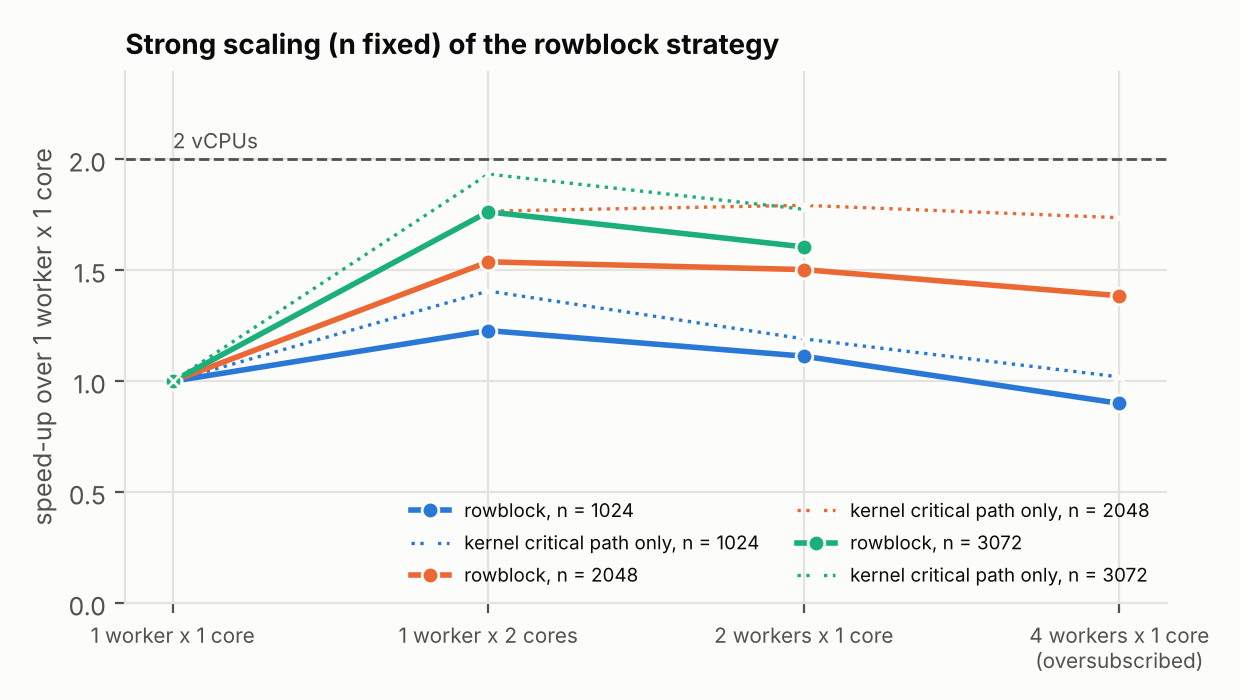 Strong scaling (n fixed) of the rowblock strategy
speed-up over 1 worker x 1 core
2 vCPUs
2.0
1.5
1.0
0.5
0.0
rowblock, n = 1024
kernel critical path only, n = 1024
rowblock, n = 2048
kernel critical path only, n = 2048
rowblock, n = 3072
kernel critical path only, n = 3072
1 worker x 1 core
1 worker x 2 cores
2 workers x 1 core
4 workers x 1 core
(oversubscribed)